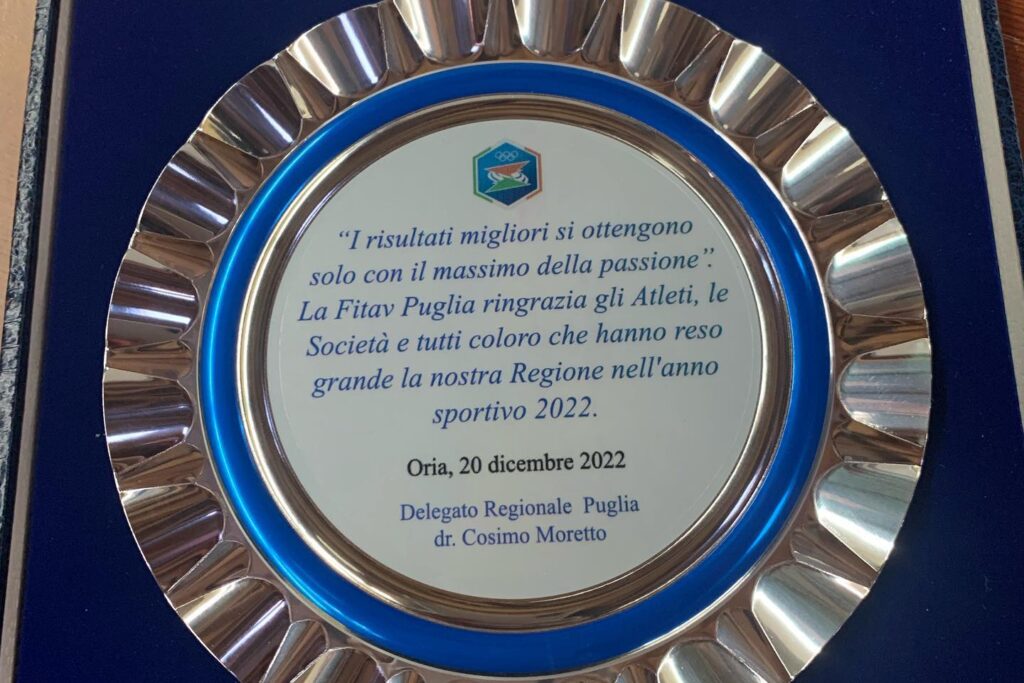 “I risultati migliori si ottengono
solo con il massimo della passione”.
La Fitav Puglia ringrazia gli Atleti, le
Società e tutti coloro che hanno reso
grande la nostra Regione nell'anno
sportivo 2022.
Oria, 20 dicembre 2022
Delegato Regionale Puglia
dr. Cosimo Moretto